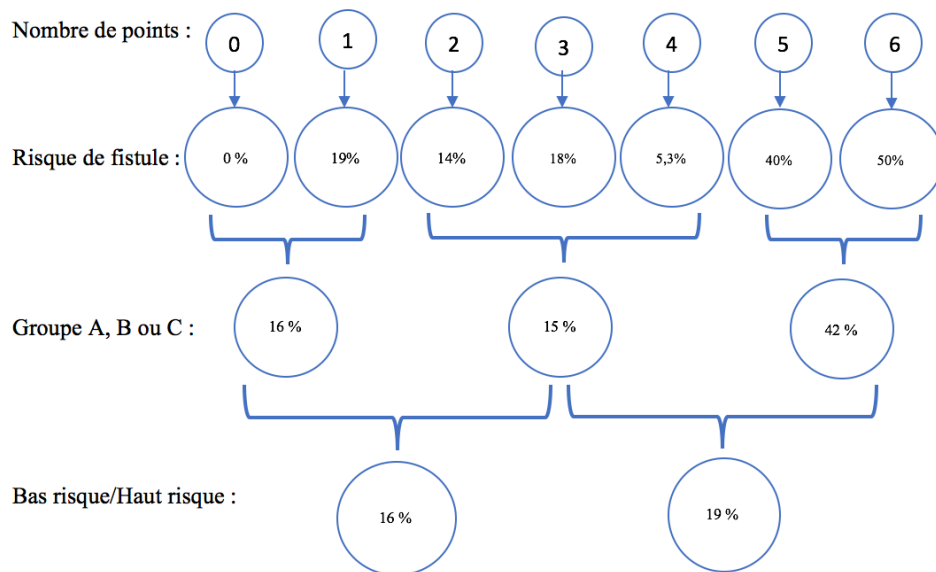 Nombre de points : 0 1 2 3 4 5 6
Risque de fistule : 0 % 19% 14% 18% 5,3% 40% 50%
Groupe A, B ou C : 16 % 15 % 42 %
Bas risque/Haut risque : 16 % 19 %